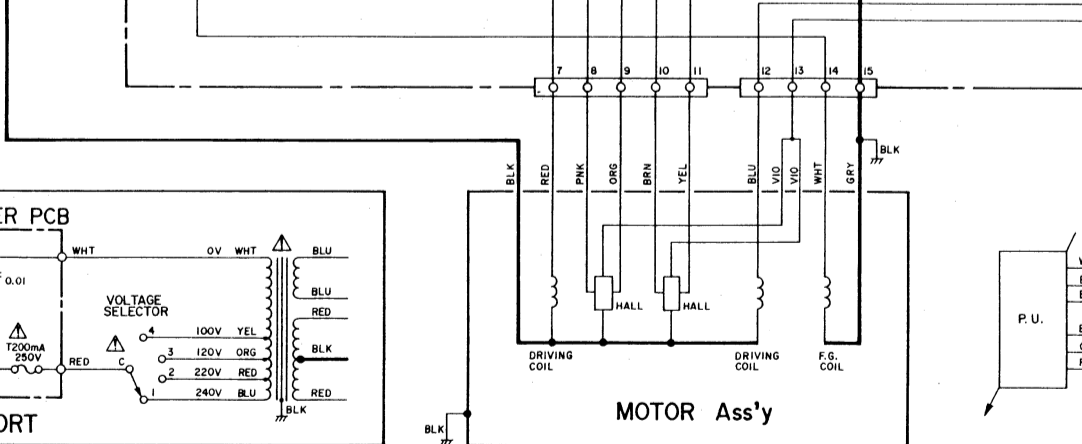 7 8 9 10 11 12 13 14 15
BLK
BLK RED PNK ORG BRN YEL BLU VIO VIO WHT GRY
ER PCB
WHT 0V WHT BLU
0.01
BLU
HALL HALL
VOLTAGE
SELECTOR
RED
P. U.
4 100V YEL
T200mA
250V
3 120V ORG BLK
DRIVING
COIL
DRIVING
COIL
F.G.
COIL
RED C
2 220V RED
1 240V BLU RED
BLK
MOTOR Ass'y
ORT
BLK